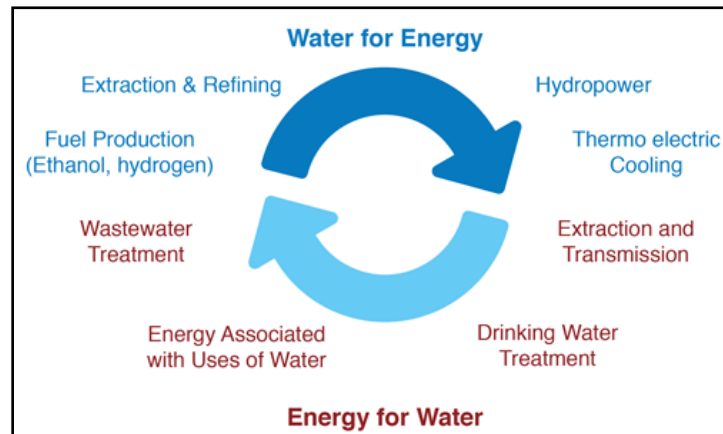 Water for Energy
Extraction & Refining
Hydropower
Fuel Production
(Ethanol, hydrogen)
Thermo electric
Cooling
Wastewater
Treatment
Extraction and
Transmission
Energy Associated
with Uses of Water
Drinking Water
Treatment
Energy for Water